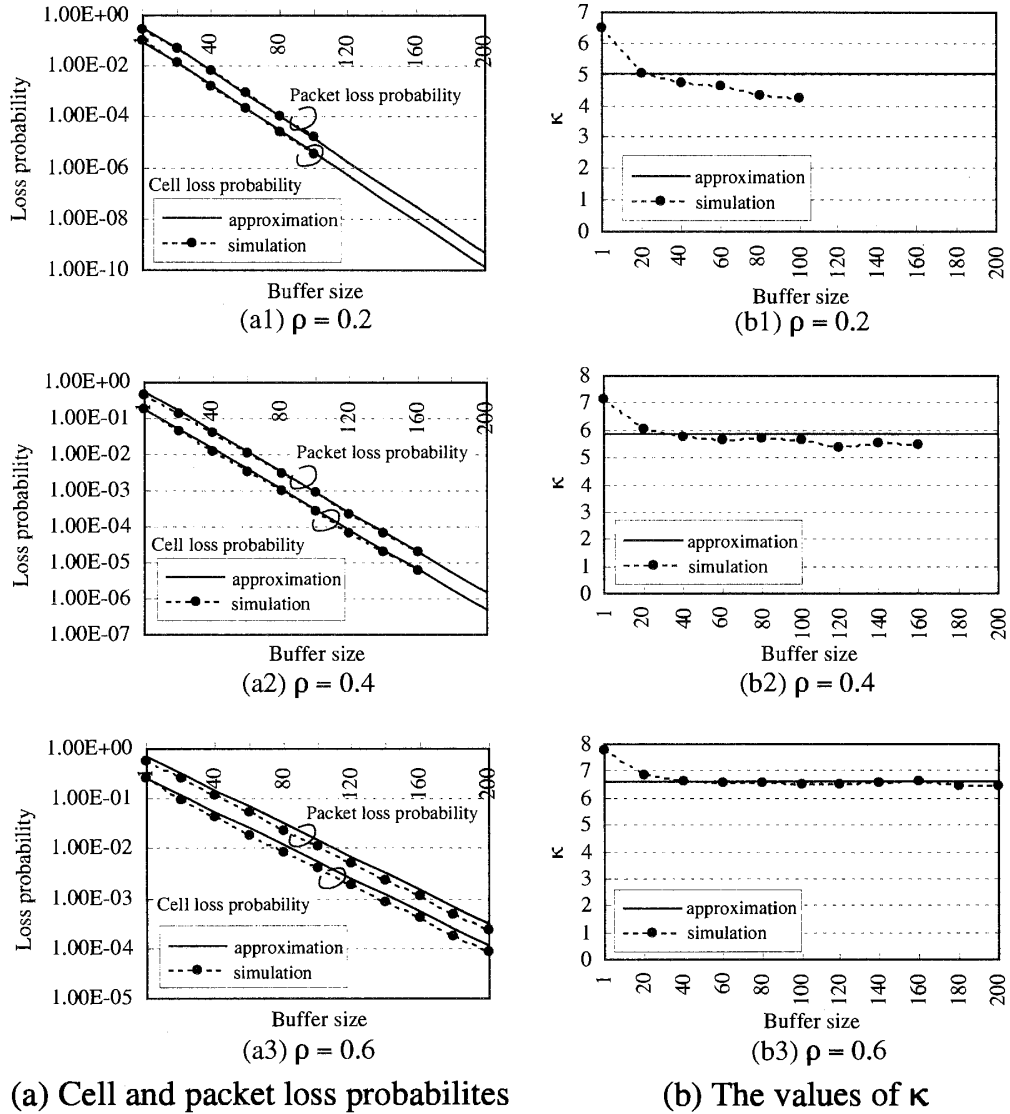 1.00E+00
1.00E-02
1.00E-04
1.00E-06
1.00E-08
1.00E-10
Loss probability
40
80
120
160
200
Packet loss probability
Cell loss probability
approximation
simulation
Buffer size
(a1) ρ = 0.2
7
6
5
4
3
2
1
0
κ
approximation
simulation
1
20
40
60
80
100
120
140
160
180
200
Buffer size
(b1) ρ = 0.2
1.00E+00
1.00E-01
1.00E-02
1.00E-03
1.00E-04
1.00E-05
1.00E-06
1.00E-07
Loss probability
40
80
120
160
200
Packet loss probability
Cell loss probability
approximation
simulation
Buffer size
(a2) ρ = 0.4
8
7
6
5
4
3
2
1
0
κ
approximation
simulation
1
20
40
60
80
100
120
140
160
180
200
Buffer size
(b2) ρ = 0.4
1.00E+00
1.00E-01
1.00E-02
1.00E-03
1.00E-04
1.00E-05
Loss probability
40
80
120
160
200
Packet loss probability
Cell loss probability
approximation
simulation
Buffer size
(a3) ρ = 0.6
8
7
6
5
4
3
2
1
0
κ
approximation
simulation
1
20
40
60
80
100
120
140
160
180
200
Buffer size
(b3) ρ = 0.6
(a) Cell and packet loss probabilites
(b) The values of κ